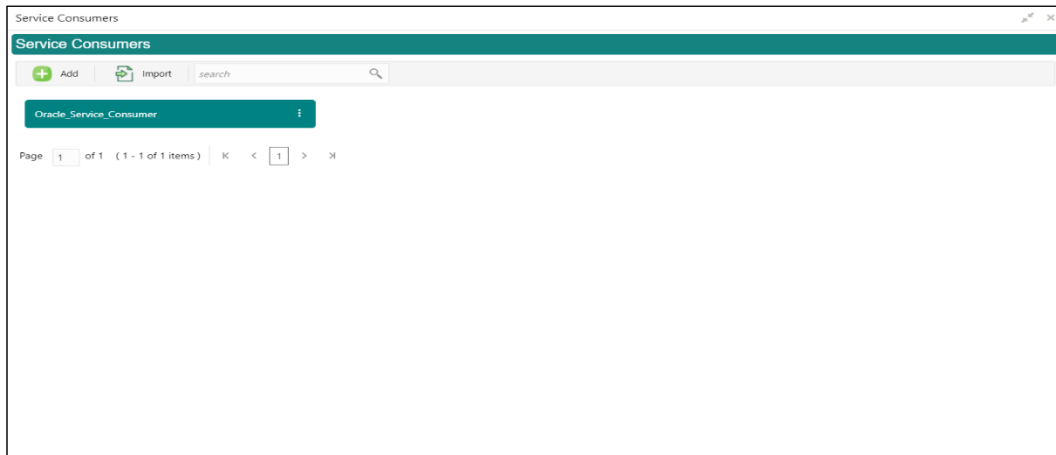 Service Consumers
Service Consumers
Add Import search
Oracle_Service_Consumer
Page 1 of 1 (1 - 1 of 1 items) K < 1 > >|